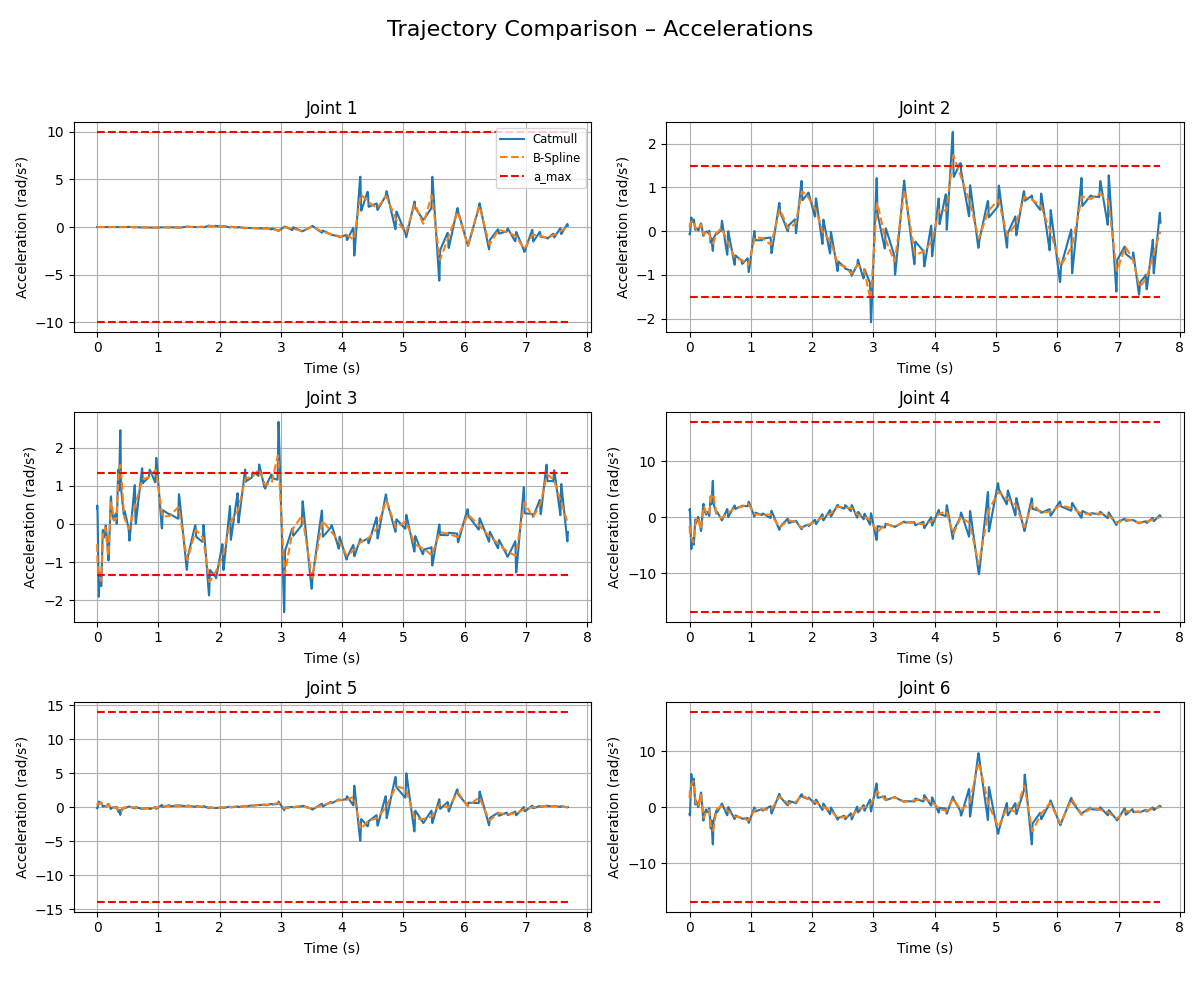 Trajectory Comparison – Accelerations
Joint 1
Acceleration (rad/s²)
10
5
0
−5
−10
Catmull
B-Spline
a_max
0 1 2 3 4 5 6 7 8
Time (s)
Joint 2
Acceleration (rad/s²)
2
1
0
−1
−2
0 1 2 3 4 5 6 7 8
Time (s)
Joint 3
Acceleration (rad/s²)
2
1
0
−1
−2
0 1 2 3 4 5 6 7 8
Time (s)
Joint 4
Acceleration (rad/s²)
10
0
−10
0 1 2 3 4 5 6 7 8
Time (s)
Joint 5
Acceleration (rad/s²)
15
10
5
0
−5
−10
−15
0 1 2 3 4 5 6 7 8
Time (s)
Joint 6
Acceleration (rad/s²)
10
0
−10
0 1 2 3 4 5 6 7 8
Time (s)